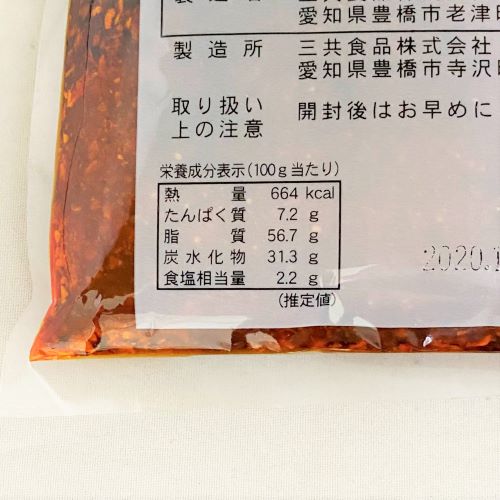 愛知県豊橋市老津町
製造所 三共食品株式会社
愛知県豊橋市寺沢町
取り扱い 開封後はお早めに
上の注意
栄養成分表示(100g当たり)
熱量 664 kcal
たんぱく質 7.2 g
脂質 56.7 g
炭水化物 31.3 g
食塩相当量 2.2 g
(推定値)
2020.1